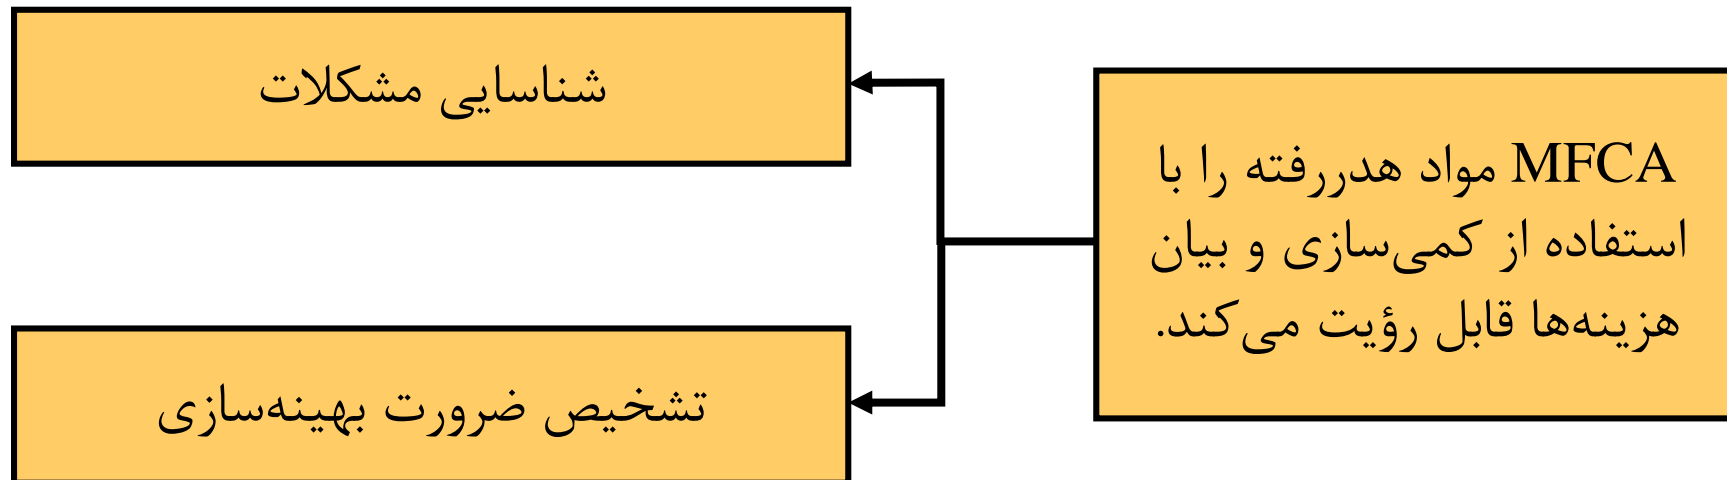 MFCA مواد هدررفته را با
استفاده از کمی‌سازی و بیان
هزینه‌ها قابل رؤیت می‌کند.
شناسایی مشکلات
تشخیص ضرورت بهینه‌سازی